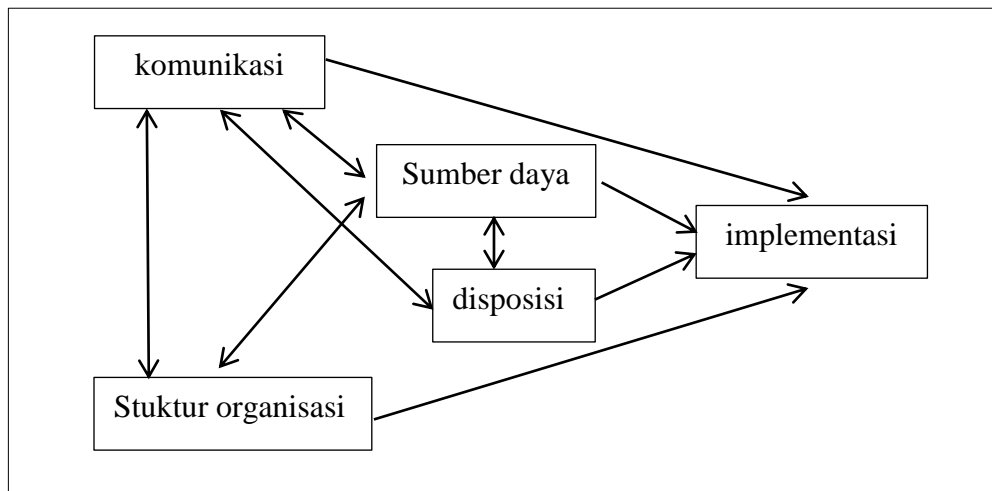 komunikasi
Sumber daya
implementasi
disposisi
Stuktur organisasi